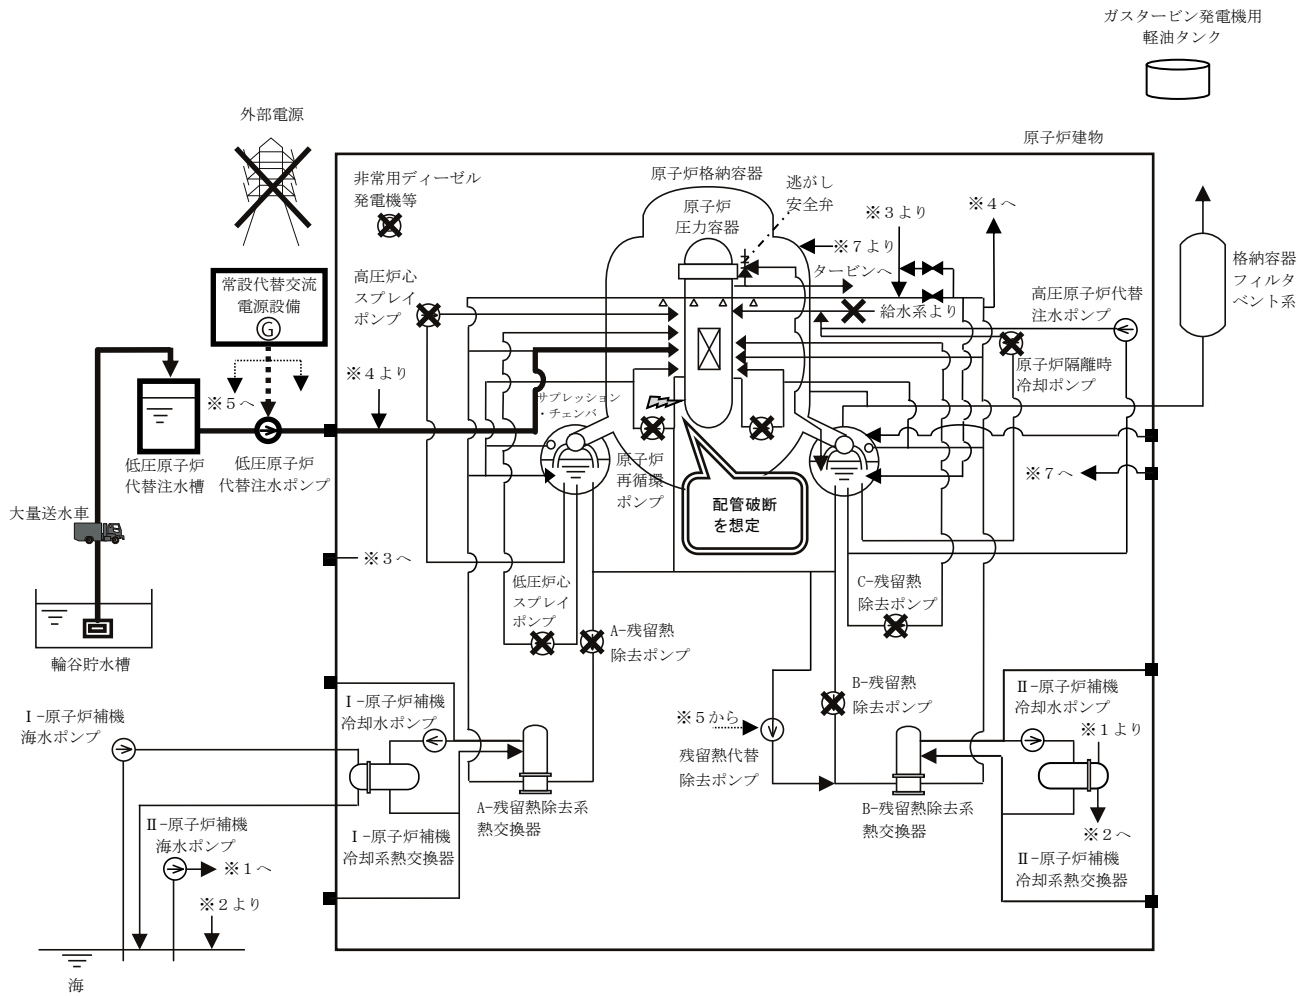 ガスタービン発電機用
軽油タンク
外部電源
原子炉建物
非常用ディーゼル
発電機等
原子炉格納容器
逃がし
安全弁
原子炉
圧力容器
※３より
※４へ
※７より
タービンへ
格納容器
フィルタ
ベント系
常設代替交流
電源設備
G
高圧炉心
スプレイ
ポンプ
給水系より
高圧原子炉代替
注水ポンプ
原子炉隔離時
冷却ポンプ
※４より
※５へ
サプレッション
・チェンバ
低圧原子炉
代替注水槽
低圧原子炉
代替注水ポンプ
原子炉
再循環
ポンプ
※７へ
配管破断
を想定
大量送水車
※３へ
低圧炉心
スプレイ
ポンプ
C-残留熱
除去ポンプ
A-残留熱
除去ポンプ
輪谷貯水槽
B-残留熱
除去ポンプ
Ⅰ-原子炉補機
冷却水ポンプ
Ⅱ-原子炉補機
冷却水ポンプ
※１より
Ⅰ-原子炉補機
海水ポンプ
※５から
残留熱代替
除去ポンプ
A-残留熱除去系
熱交換器
B-残留熱除去系
熱交換器
Ⅱ-原子炉補機
海水ポンプ
※１へ
Ⅰ-原子炉補機
冷却系熱交換器
※２へ
Ⅱ-原子炉補機
冷却系熱交換器
※２より
海